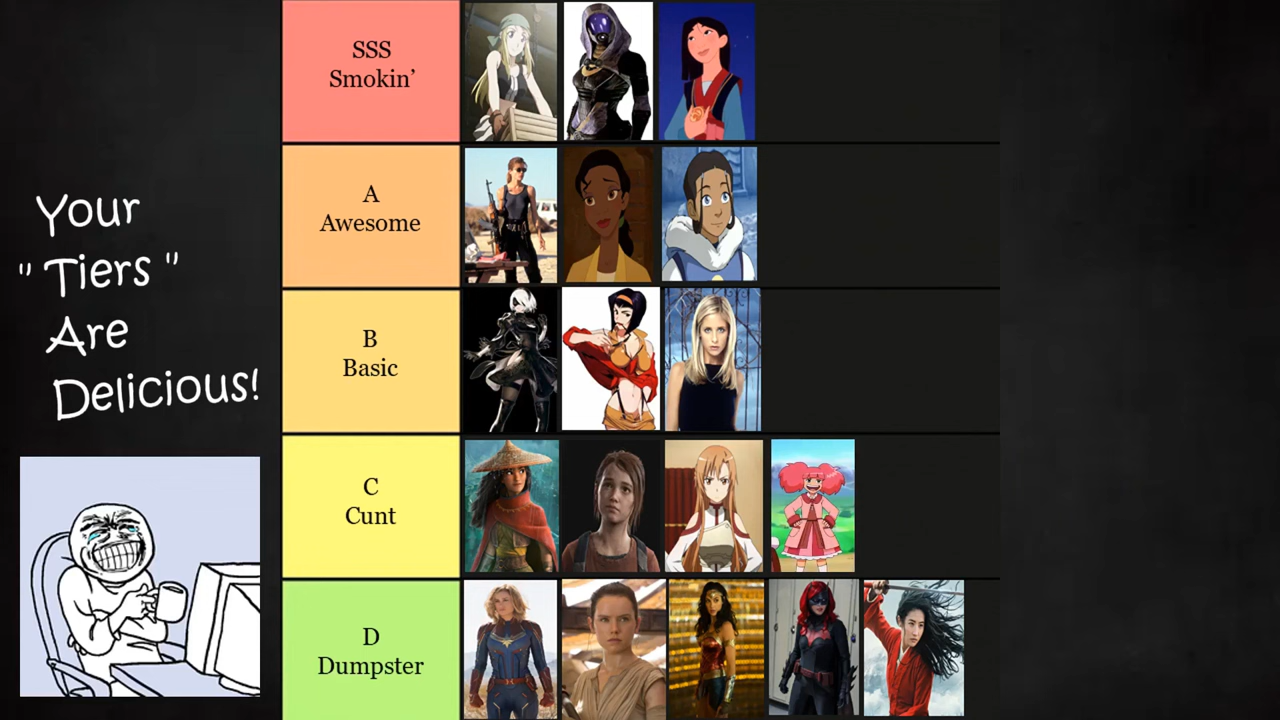 Your
" Tiers "
Are
Delicious!
SSS
Smokin’
A
Awesome
B
Basic
C
Cunt
D
Dumpster